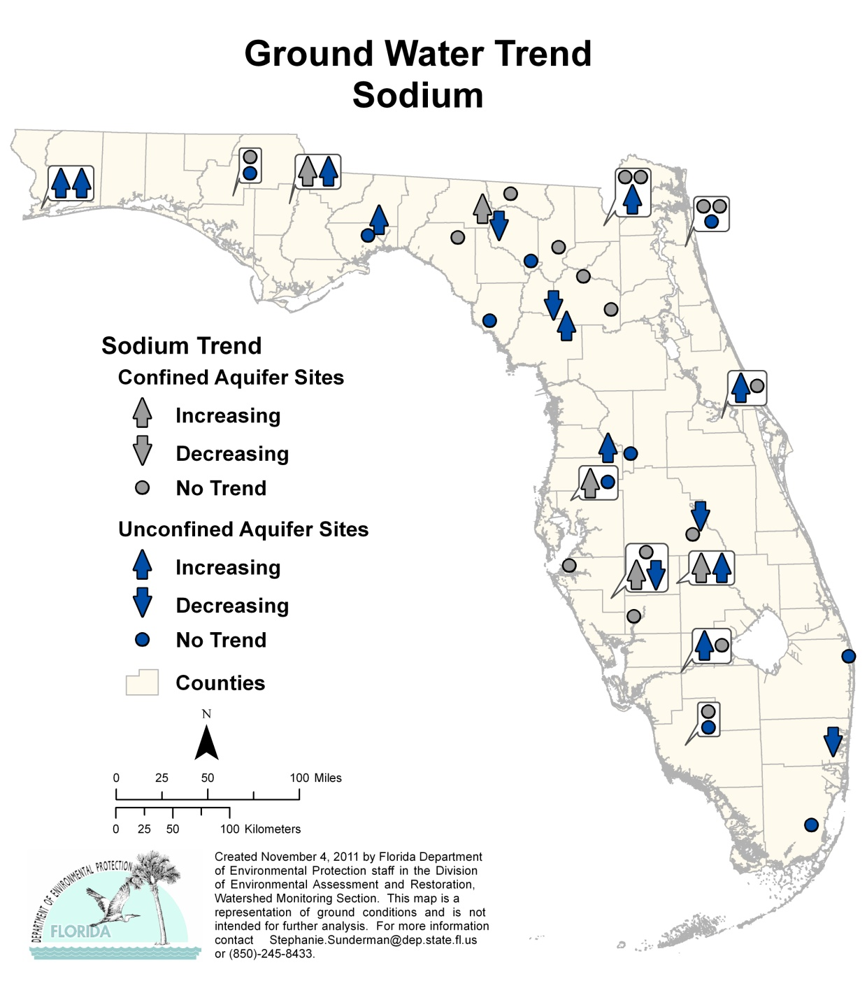 Ground Water Trend
Sodium
Sodium Trend
Confined Aquifer Sites
Increasing
Decreasing
No Trend
Unconfined Aquifer Sites
Increasing
Decreasing
No Trend
Counties
N
0 25 50 100 Miles
0 25 50 100 Kilometers
DEPARTMENT OF ENVIRONMENTAL PROTECTION
FLORIDA
Created November 4, 2011 by Florida Department
of Environmental Protection staff in the Division
of Environmental Assessment and Restoration,
Watershed Monitoring Section. This map is a
representation of ground conditions and is not
intended for further analysis. For more information
contact Stephanie.Sunderman@dep.state.fl.us
or (850)-245-8433.